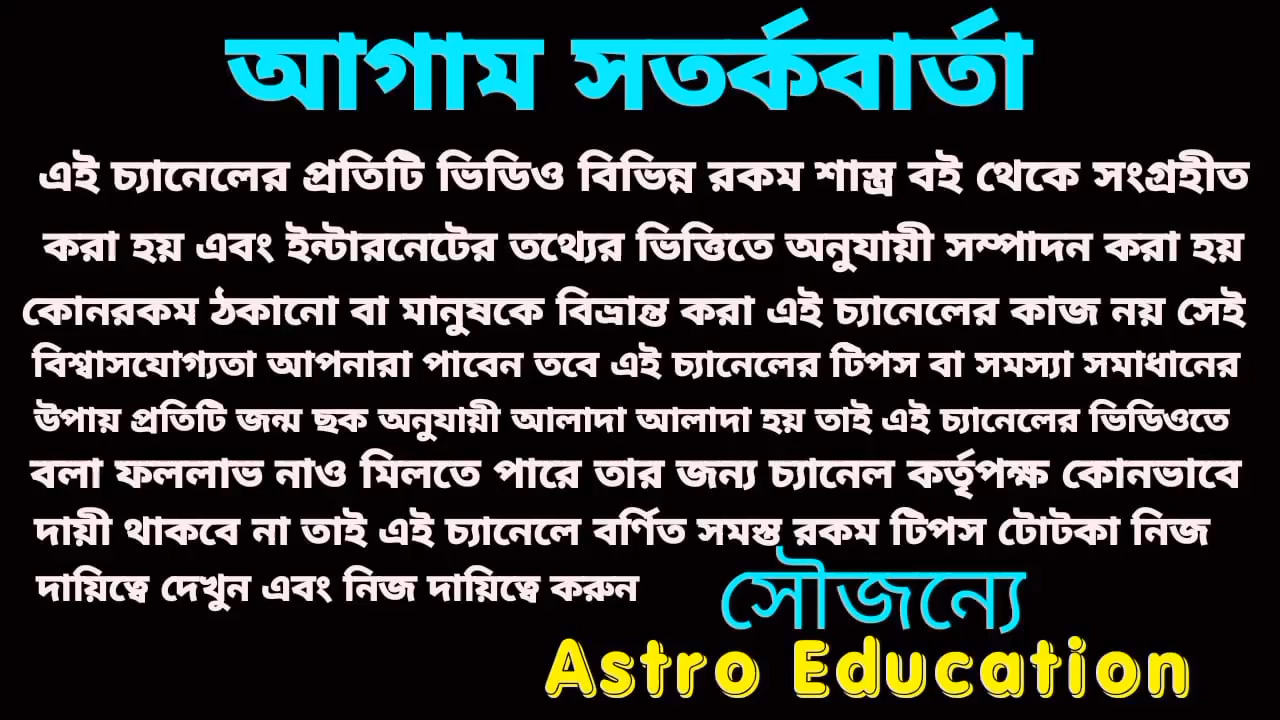 আগাম সতর্কবার্তা
এই চ্যানেলের প্রতিটি ভিডিও বিভিন্ন রকম শাস্ত্র বই থেকে সংগ্রহীত
করা হয় এবং ইন্টারনেটের তথ্যের ভিত্তিতে অনুযায়ী সম্পাদন করা হয়
কোনরকম ঠকানো বা মানুষকে বিভ্রান্ত করা এই চ্যানেলের কাজ নয় সেই
বিশ্বাসযোগ্যতা আপনারা পাবেন তবে এই চ্যানেলের টিপস বা সমস্যা সমাধানের
উপায় প্রতিটি জন্ম ছক অনুযায়ী আলাদা আলাদা হয় তাই এই চ্যানেলের ভিডিওতে
বলা ফললাভ নাও মিলতে পারে তার জন্য চ্যানেল কর্তৃপক্ষ কোনভাবে
দায়ী থাকবে না তাই এই চ্যানেলে বর্ণিত সমস্ত রকম টিপস টোটকা নিজ
দায়িত্বে দেখুন এবং নিজ দায়িত্বে করুন
সৌজন্যে
Astro Education